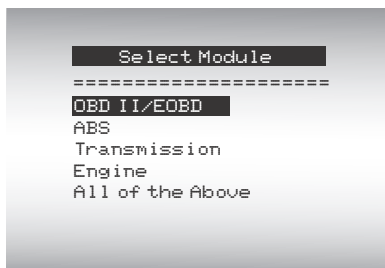 Select Module
======================
OBD II/EOBD
ABS
Transmission
Engine
All of the Above